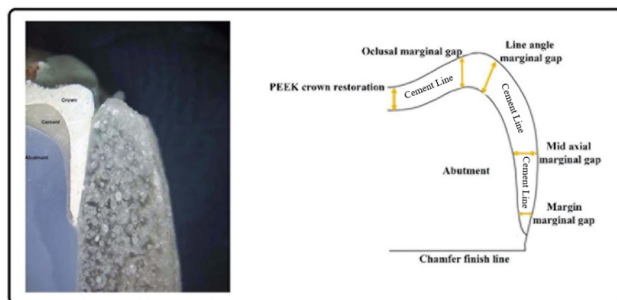 Crown
Cement
Abutment
Oclusal marginal gap
Line angle
marginal gap
PEEK crown restoration
Cement Line
Cement Line
Mid axial
marginal gap
Abutment
Cement Line
Margin
marginal gap
Chamfer finish line